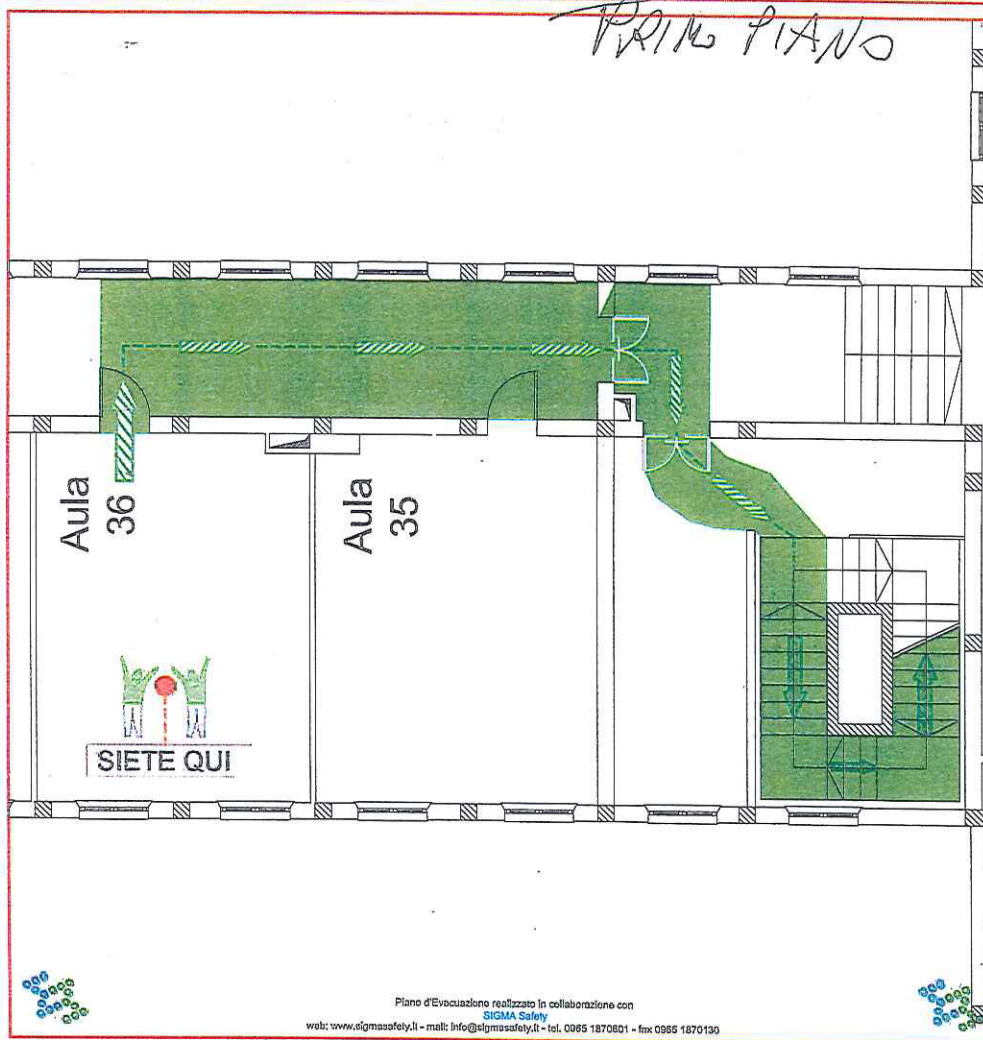 PRIMO PIANO
Aula
36
Aula
35
SIETE QUI
Piano d'Evacuazione realizzato in collaborazione con
SIGMA Safety
web: www.sigmasafety.it - mail: info@sigmasafety.it - tel. 0965 1870601 - fax 0965 1870130